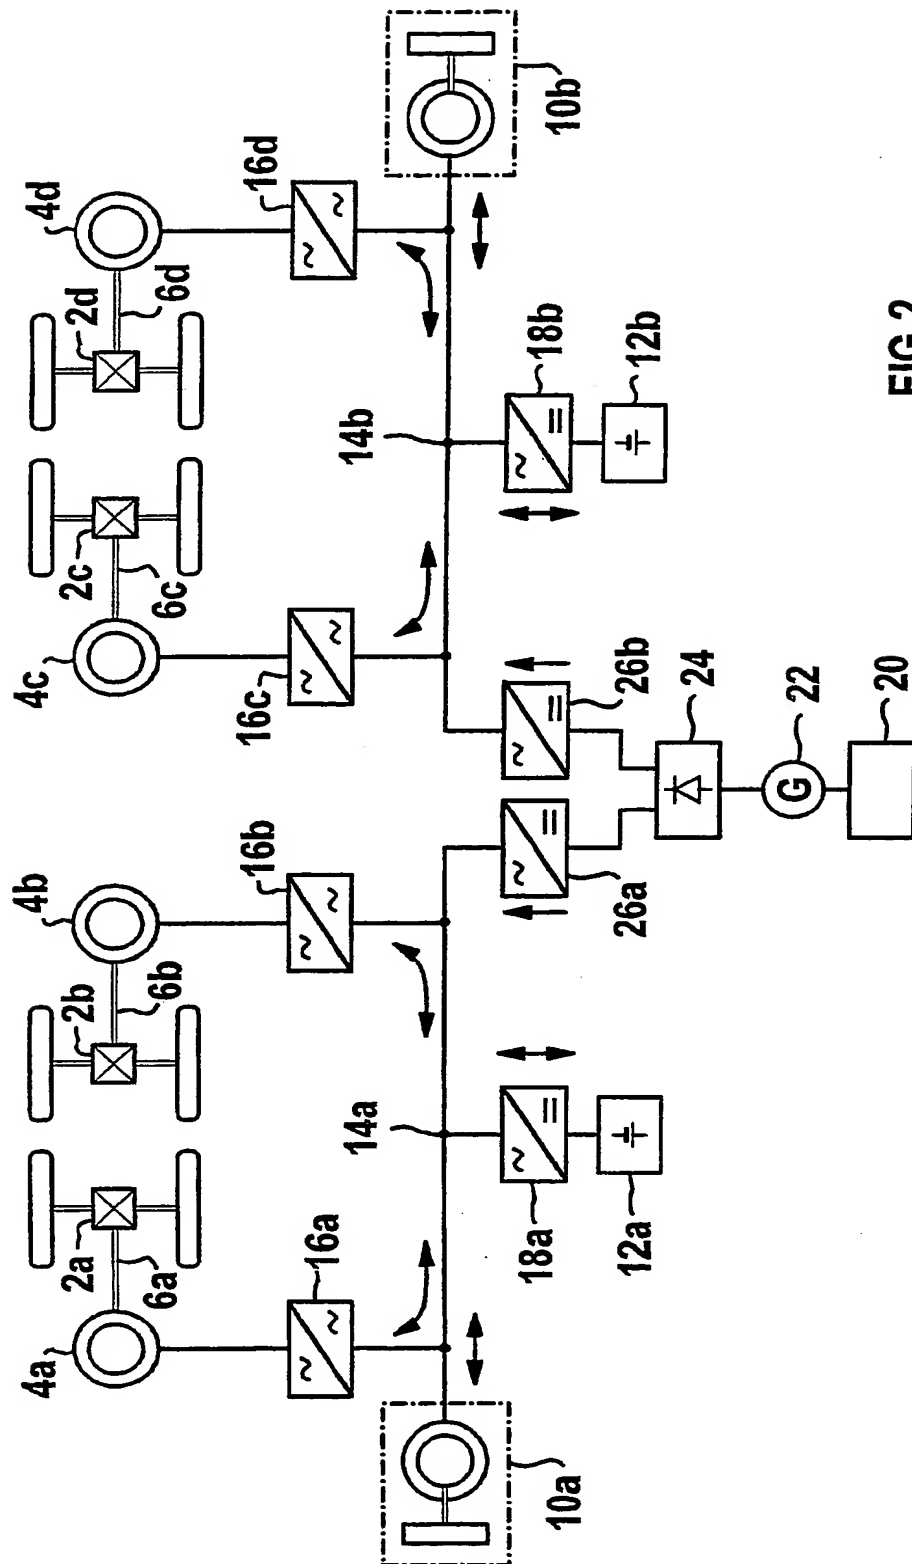 4a
2a
6a
4b
2b
6b
4c
2c
6c
4d
2d
6d
16a
~
~
16b
~
~
16c
~
~
16d
~
~
10a
14a
14b
10b
18a
~
=
12a
26a
~
=
26b
~
=
18b
~
=
12b
24
G
22
20
FIG 2